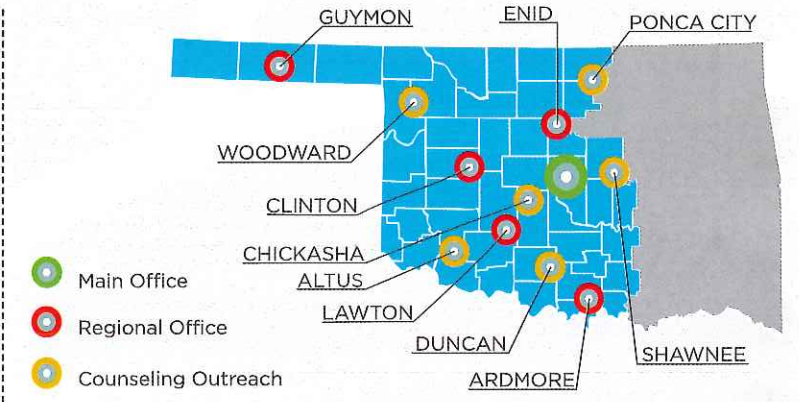 GUYMON
ENID
PONCA CITY
WOODWARD
CLINTON
CHICKASHA
ALTUS
LAWTON
DUNCAN
ARDMORE
SHAWNEE
Main Office
Regional Office
Counseling Outreach